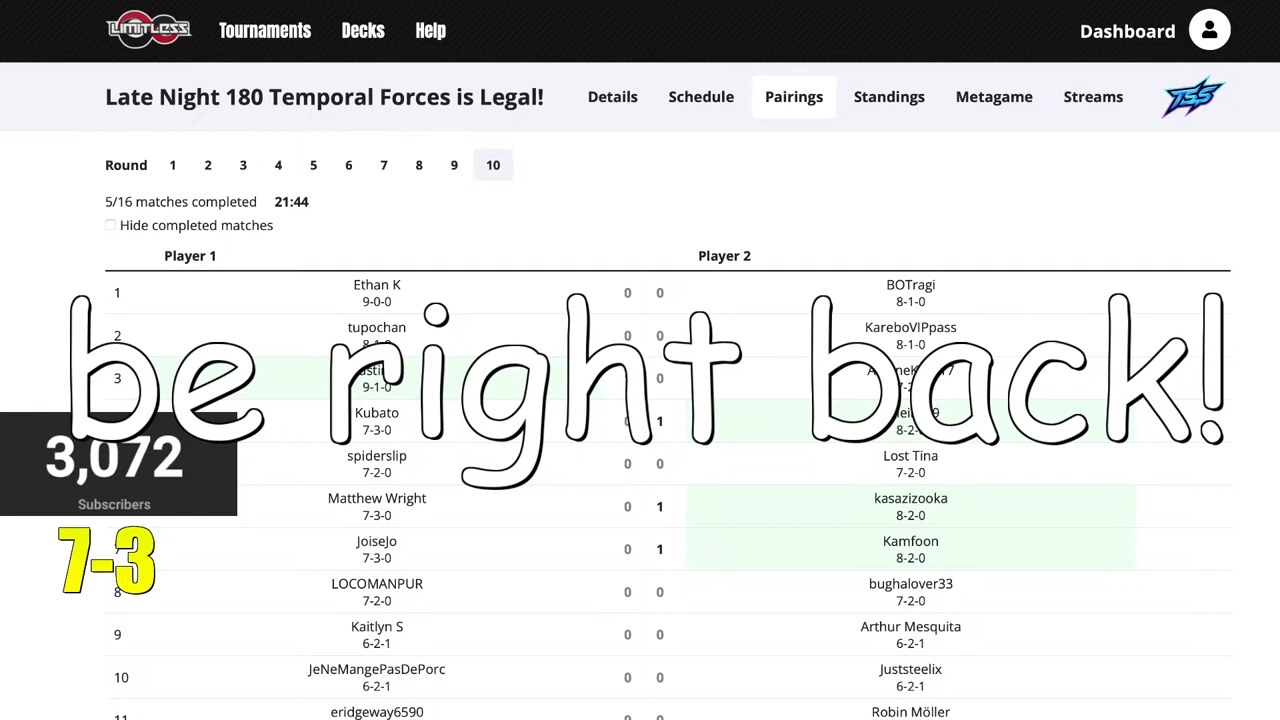 LIMITLESS Tournaments Decks Help Dashboard
Late Night 180 Temporal Forces is Legal! Details Schedule Pairings Standings Metagame Streams TSS
Round 1 2 3 4 5 6 7 8 9 10
5/16 matches completed 21:44
Hide completed matches
Player 1 Player 2
1 Ethan K 0 0 BOTragi
9-0-0 8-1-0
2 tupochan 0 0 KareboVIPpass
8-1-0 8-1-0
3 0
9-1-0
Kubato 1
7-3-0
be right back!
spiderslip 0 0 Lost Tina
7-2-0 7-2-0
3,072
Subscribers
Matthew Wright 0 1 kasazizooka
7-3-0 8-2-0
7-3
JoiseJo 0 1 Kamfoon
7-3-0 8-2-0
8 LOCOMANPUR 0 0 bughalover33
7-2-0 7-2-0
9 Kaitlyn S 0 0 Arthur Mesquita
6-2-1 6-2-1
10 JeNeMangePasDePorc 0 0 Juststeelix
6-2-1 6-2-1
11 eridgeway6590 0 0 Robin Möller